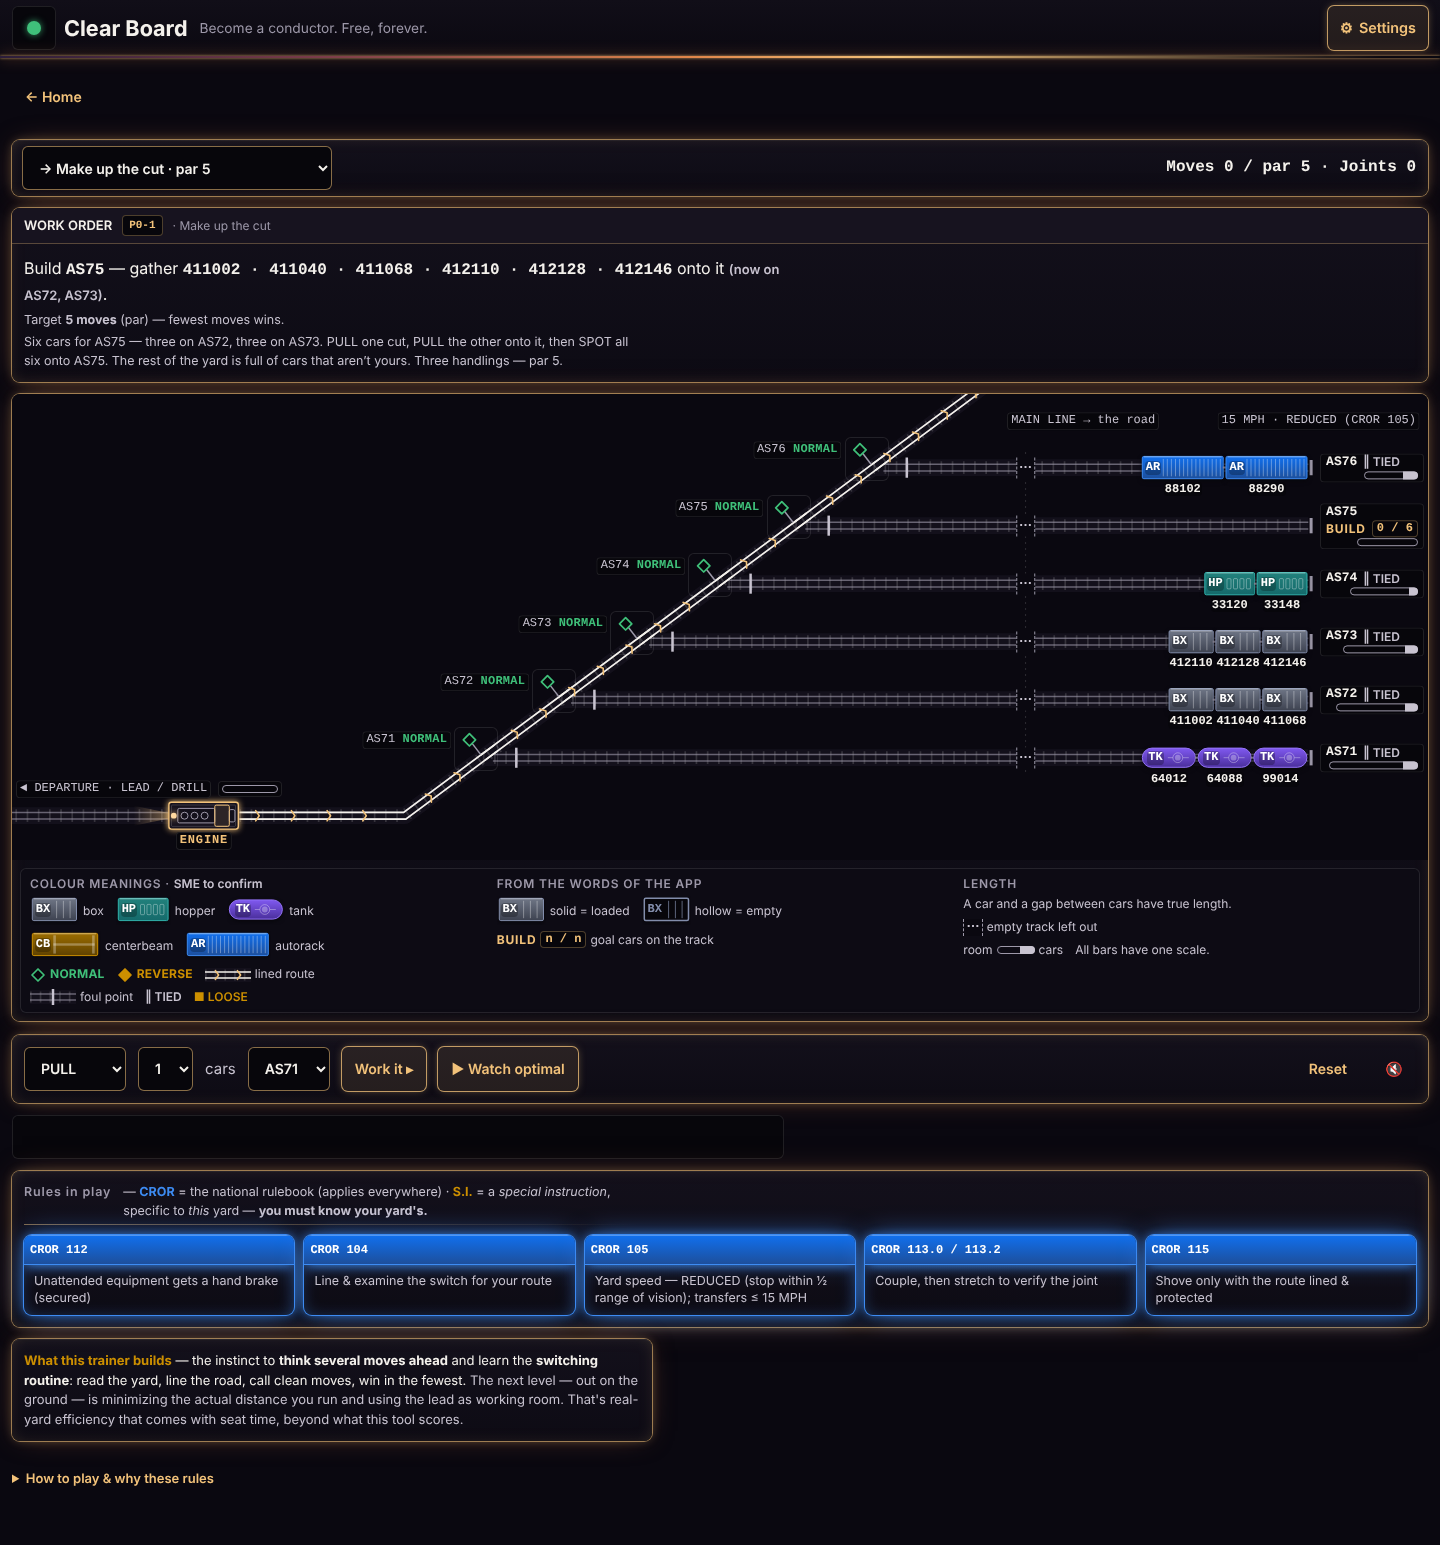 Clear Board
Become a conductor. Free, forever.
⚙ Settings
← Home
→ Make up the cut · par 5
Moves 0 / par 5 · Joints 0
WORK ORDER P0-1 · Make up the cut
Build AS75 — gather 411002 · 411040 · 411068 · 412110 · 412128 · 412146 onto it (now on
AS72, AS73).
Target 5 moves (par) — fewest moves wins.
Six cars for AS75 — three on AS72, three on AS73. PULL one cut, PULL the other onto it, then SPOT all
six onto AS75. The rest of the yard is full of cars that aren't yours. Three handlings — par 5.
MAIN LINE → the road
15 MPH · REDUCED (CROR 105)
AS76 NORMAL
AR AR
88102 88290
AS76 ‖ TIED
AS75 NORMAL
AS75
BUILD 0 / 6
AS74 NORMAL
HP HP
33120 33148
AS74 ‖ TIED
AS73 NORMAL
BX BX BX
412110 412128 412146
AS73 ‖ TIED
AS72 NORMAL
BX BX BX
411002 411040 411068
AS72 ‖ TIED
AS71 NORMAL
TK TK TK
64012 64088 99014
AS71 ‖ TIED
◄ DEPARTURE · LEAD / DRILL
ENGINE
COLOUR MEANINGS · SME to confirm
BX box HP hopper TK tank
CB centerbeam AR autorack
NORMAL REVERSE lined route
foul point ‖ TIED LOOSE
FROM THE WORDS OF THE APP
BX solid = loaded BX hollow = empty
BUILD n / n goal cars on the track
LENGTH
A car and a gap between cars have true length.
··· empty track left out
room cars All bars have one scale.
PULL 1 cars AS71 Work it ▸ ▶ Watch optimal
Reset
Rules in play — CROR = the national rulebook (applies everywhere) · S.I. = a special instruction,
specific to this yard — you must know your yard's.
CROR 112
Unattended equipment gets a hand brake
(secured)
CROR 104
Line & examine the switch for your route
CROR 105
Yard speed — REDUCED (stop within ½
range of vision); transfers ≤ 15 MPH
CROR 113.0 / 113.2
Couple, then stretch to verify the joint
CROR 115
Shove only with the route lined &
protected
What this trainer builds — the instinct to think several moves ahead and learn the switching
routine: read the yard, line the road, call clean moves, win in the fewest. The next level — out on the
ground — is minimizing the actual distance you run and using the lead as working room. That's real-
yard efficiency that comes with seat time, beyond what this tool scores.
▶ How to play & why these rules